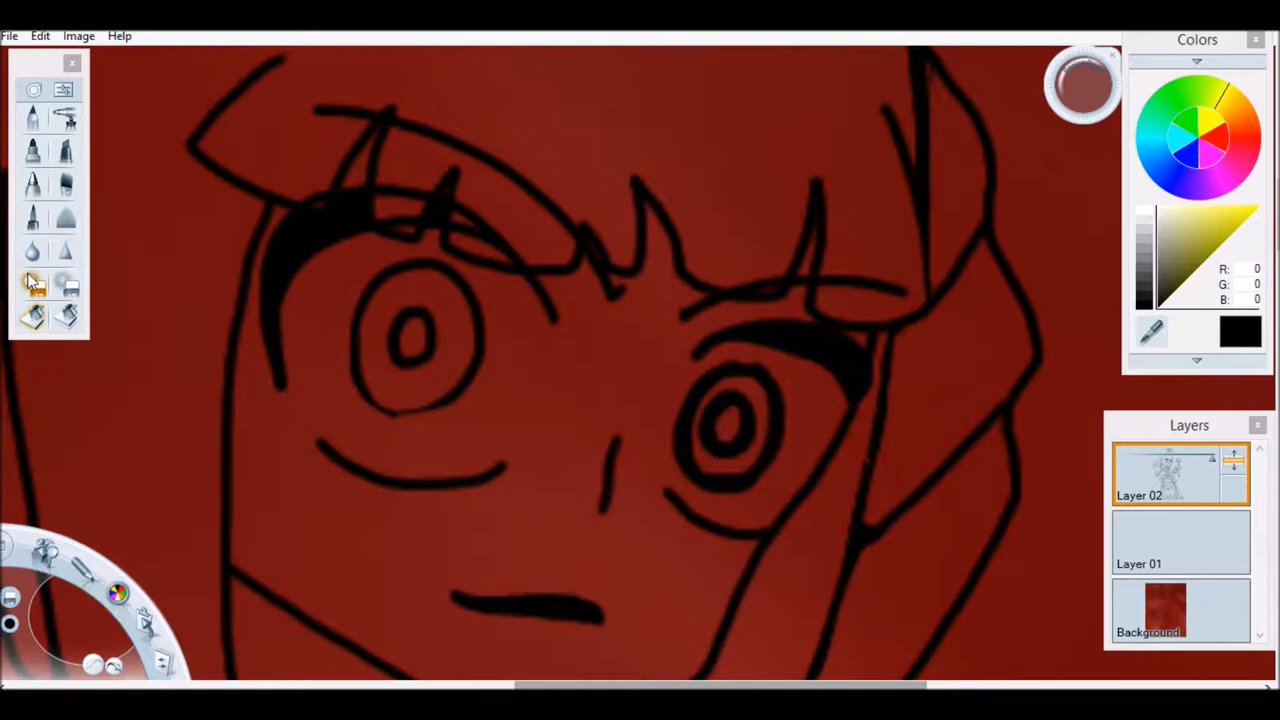 File Edit Image Help
Colors
R: 0
G: 0
B: 0
Layers
Layer 02
Layer 01
Background